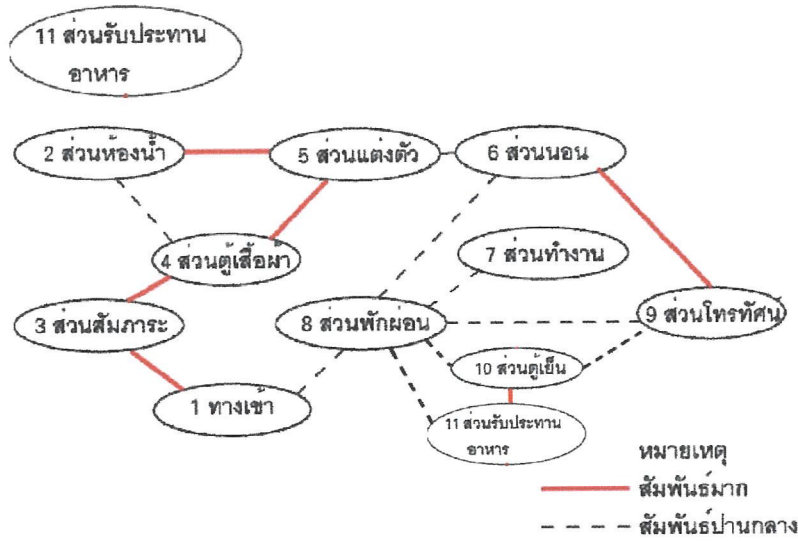 11 ส่วนรับประทาน
อาหาร
2 ส่วนห้องน้ำ
5 ส่วนแต่งตัว
6 ส่วนนอน
4 ส่วนตู้เสื้อผ้า
7 ส่วนทำงาน
3 ส่วนสัมภาระ
8 ส่วนพักผ่อน
9 ส่วนโทรทัศน
10 ส่วนตู้เย็น
1 ทางเข้า
11 ส่วนรับประทาน
อาหาร
หมายเหตุ
สัมพันธ์มาก
สัมพันธ์ปานกลาง